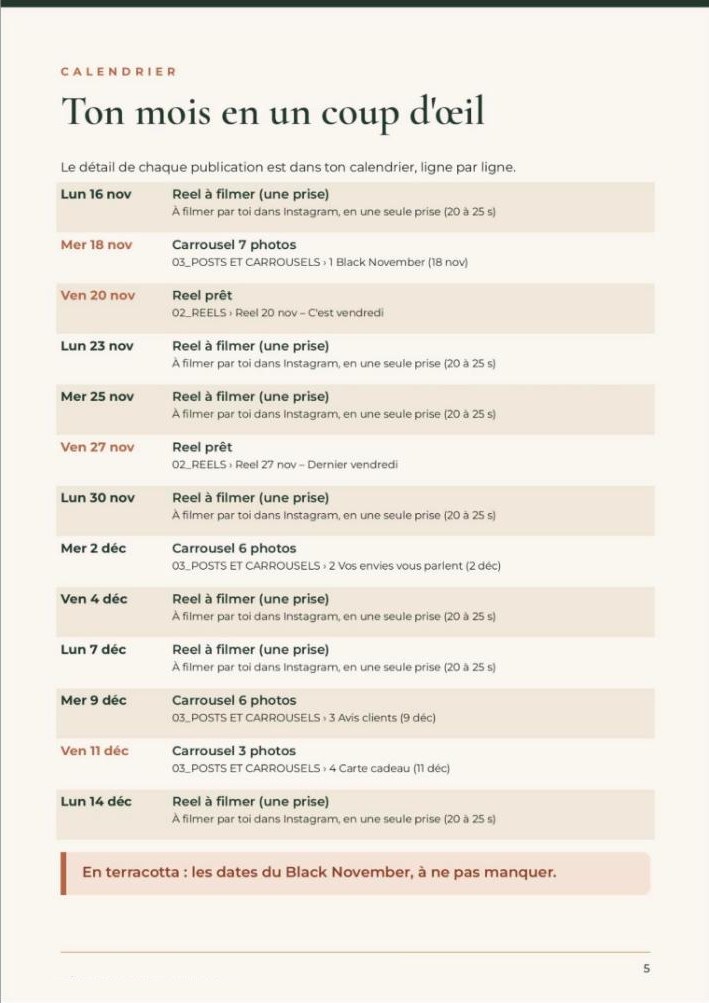 CALENDRIER
Ton mois en un coup d'œil
Le détail de chaque publication est dans ton calendrier, ligne par ligne.
Lun 16 nov Reel à filmer (une prise)
À filmer par toi dans Instagram, en une seule prise (20 à 25 s)
Mer 18 nov Carrousel 7 photos
03_POSTS ET CARROUSELS › 1 Black November (18 nov)
Ven 20 nov Reel prêt
02_REELS › Reel 20 nov – C'est vendredi
Lun 23 nov Reel à filmer (une prise)
À filmer par toi dans Instagram, en une seule prise (20 à 25 s)
Mer 25 nov Reel à filmer (une prise)
À filmer par toi dans Instagram, en une seule prise (20 à 25 s)
Ven 27 nov Reel prêt
02_REELS › Reel 27 nov – Dernier vendredi
Lun 30 nov Reel à filmer (une prise)
À filmer par toi dans Instagram, en une seule prise (20 à 25 s)
Mer 2 déc Carrousel 6 photos
03_POSTS ET CARROUSELS › 2 Vos envies vous parlent (2 déc)
Ven 4 déc Reel à filmer (une prise)
À filmer par toi dans Instagram, en une seule prise (20 à 25 s)
Lun 7 déc Reel à filmer (une prise)
À filmer par toi dans Instagram, en une seule prise (20 à 25 s)
Mer 9 déc Carrousel 6 photos
03_POSTS ET CARROUSELS › 3 Avis clients (9 déc)
Ven 11 déc Carrousel 3 photos
03_POSTS ET CARROUSELS › 4 Carte cadeau (11 déc)
Lun 14 déc Reel à filmer (une prise)
À filmer par toi dans Instagram, en une seule prise (20 à 25 s)
En terracotta : les dates du Black November, à ne pas manquer.
5